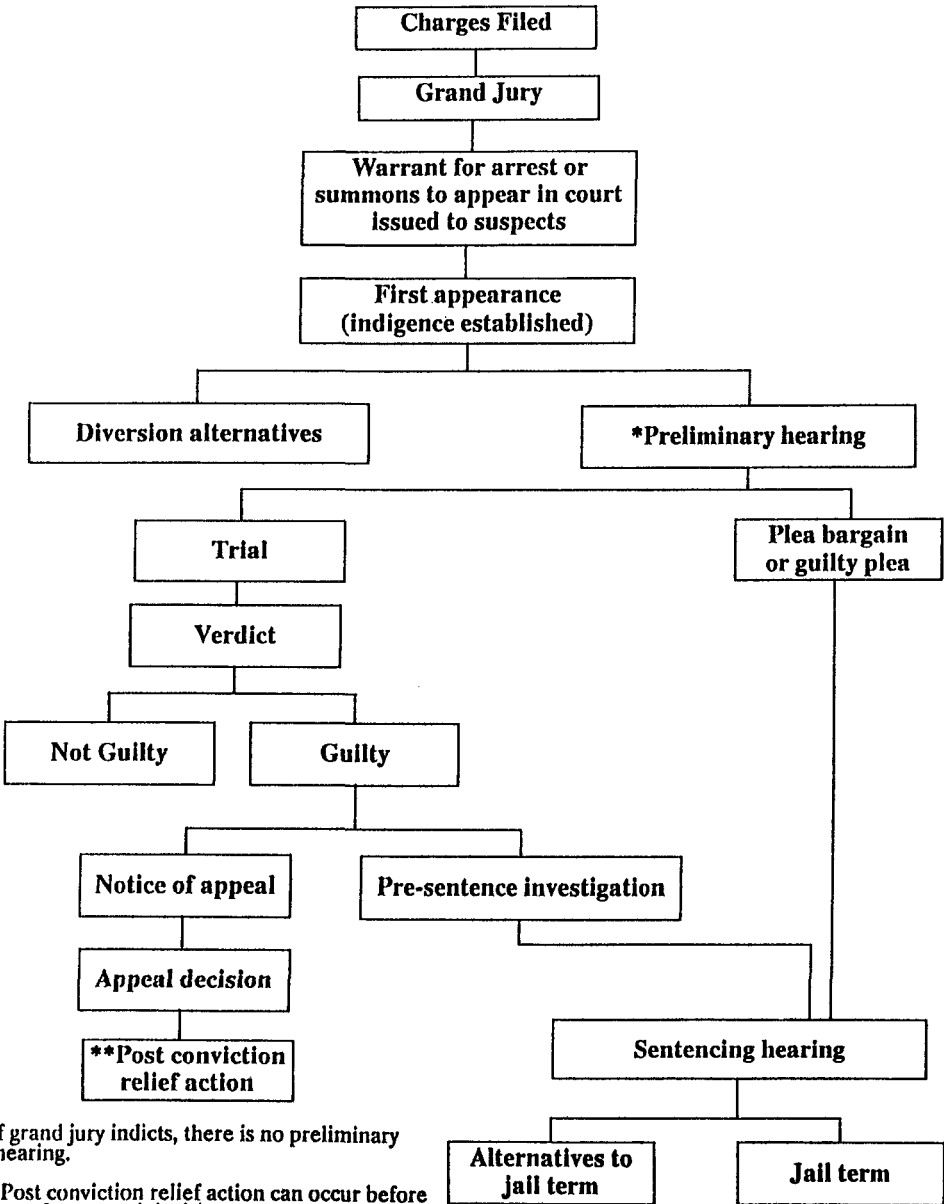 Charges Filed
Grand Jury
Warrant for arrest or
summons to appear in court
issued to suspects
First appearance
(indigence established)
Diversion alternatives
*Preliminary hearing
Trial
Plea bargain
or guilty plea
Verdict
Not Guilty
Guilty
Notice of appeal
Pre-sentence investigation
Appeal decision
Sentencing hearing
**Post conviction
relief action
f grand jury indicts, there is no preliminary
hearing.
Alternatives to
jail term
Jail term
Post conviction relief action can occur before